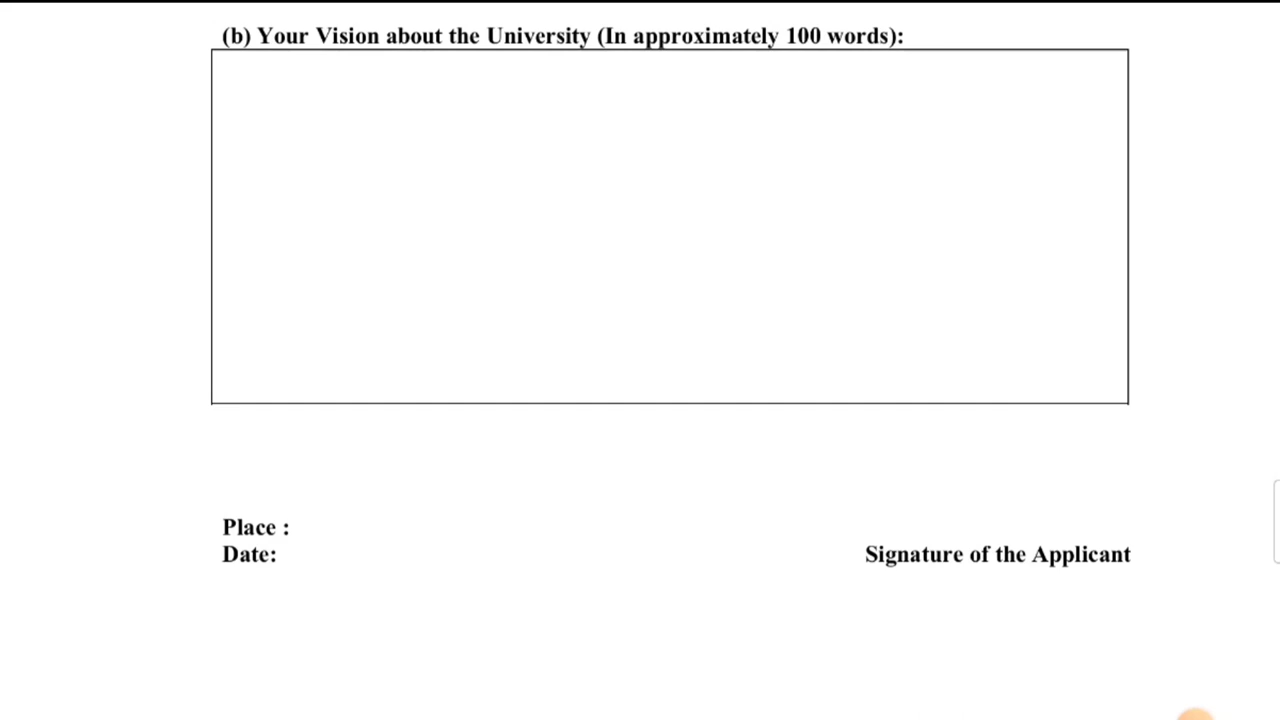 (b) Your Vision about the University (In approximately 100 words):
Place :
Date:
Signature of the Applicant